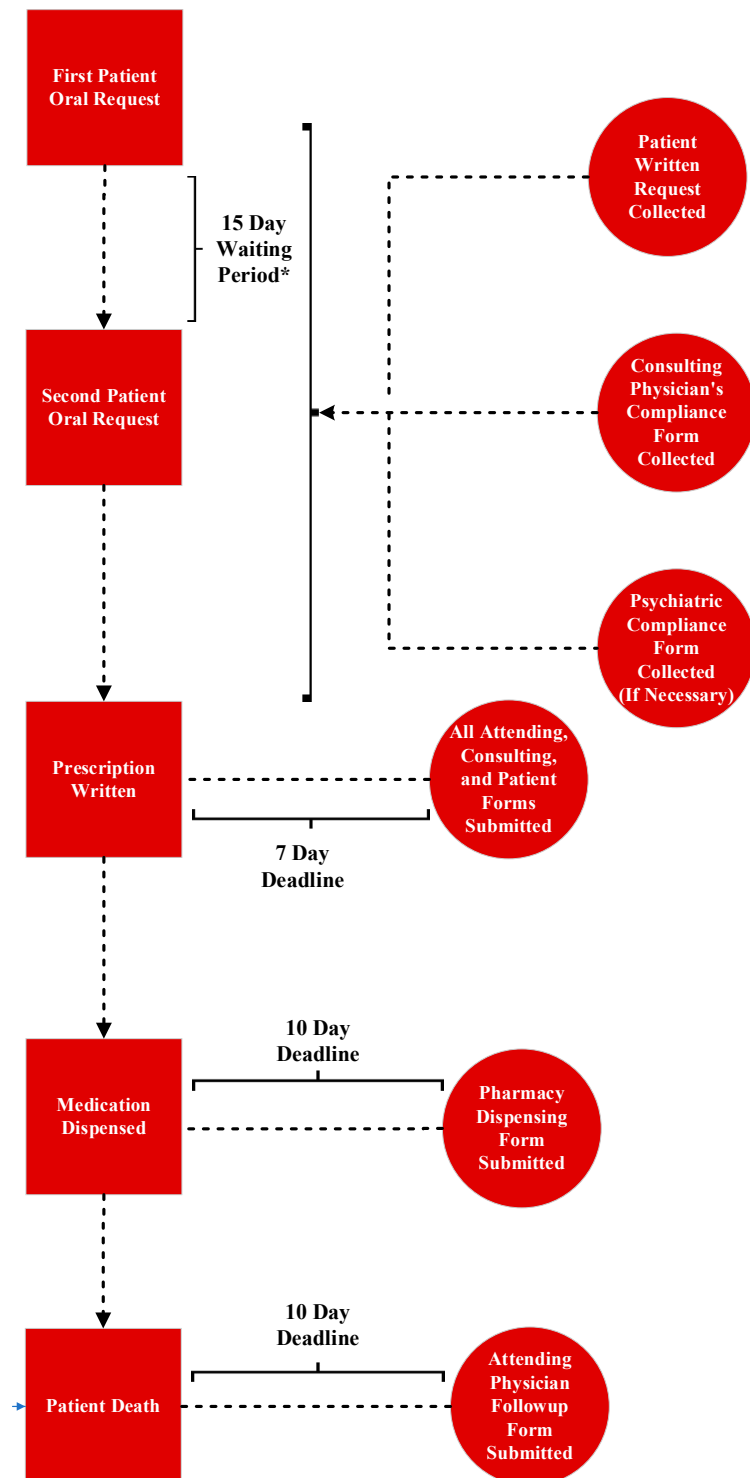 First Patient
Oral Request
15 Day
Waiting
Period*
Patient
Written
Request
Collected
Second Patient
Oral Request
Consulting
Physician's
Compliance
Form
Collected
Psychiatric
Compliance
Form
Collected
(If Necessary)
Prescription
Written
All Attending,
Consulting,
and Patient
Forms
Submitted
7 Day
Deadline
10 Day
Deadline
Medication
Dispensed
Pharmacy
Dispensing
Form
Submitted
10 Day
Deadline
Patient Death
Attending
Physician
Followup
Form
Submitted